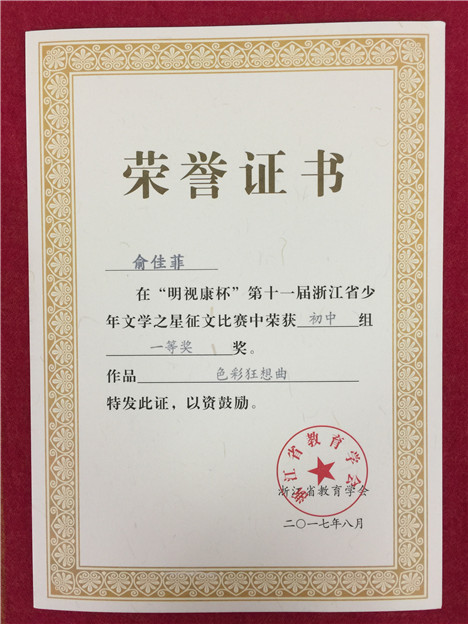 荣誉证书
俞佳菲
在“明视康杯”第十一届浙江省少
年文学之星征文比赛中荣获 初中 组
一等奖 奖。
作品 色彩狂想曲
特发此证，以资鼓励。
浙江省教育学会
浙江省教育学会
二〇一七年八月